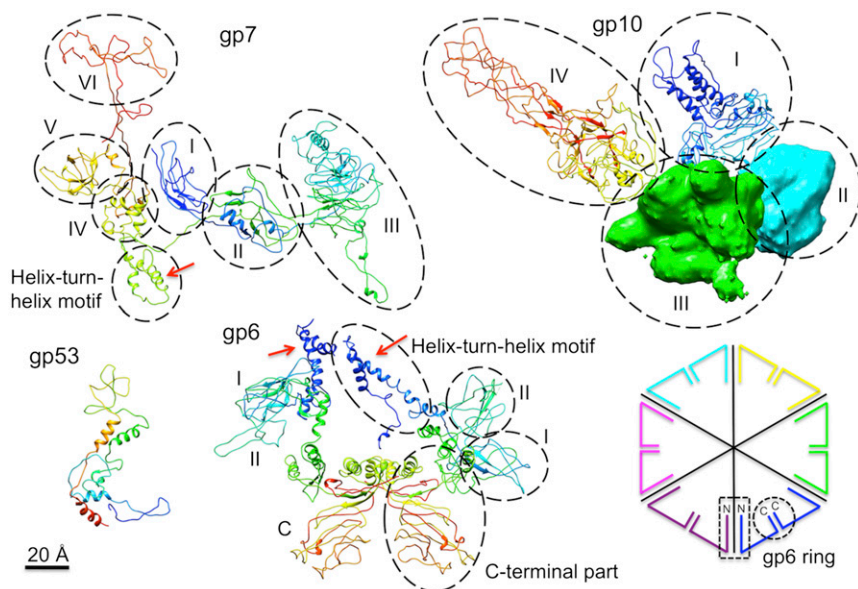 gp7
VI
V
I
IV
II
III
Helix-turn-
helix motif
gp10
IV
I
II
III
gp53
20 Å
gp6
Helix-turn-helix motif
I
II
II
I
C
C-terminal part
N N C C
gp6 ring